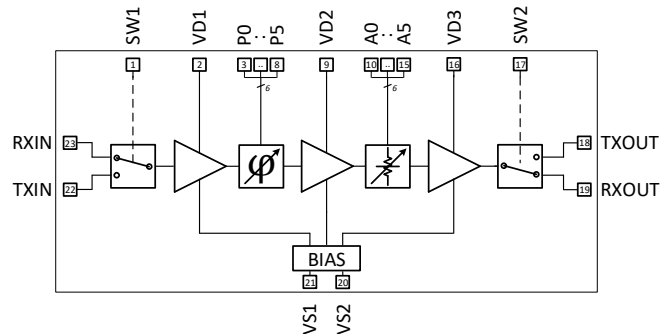 SW1
VD1
P0
..
P5
VD2
A0
..
A5
VD3
SW2
1
2
3
..
8
9
10
..
15
16
17
6
6
RXIN
23
TXIN
22
φ
18
TXOUT
19
RXOUT
BIAS
21
20
VS1
VS2